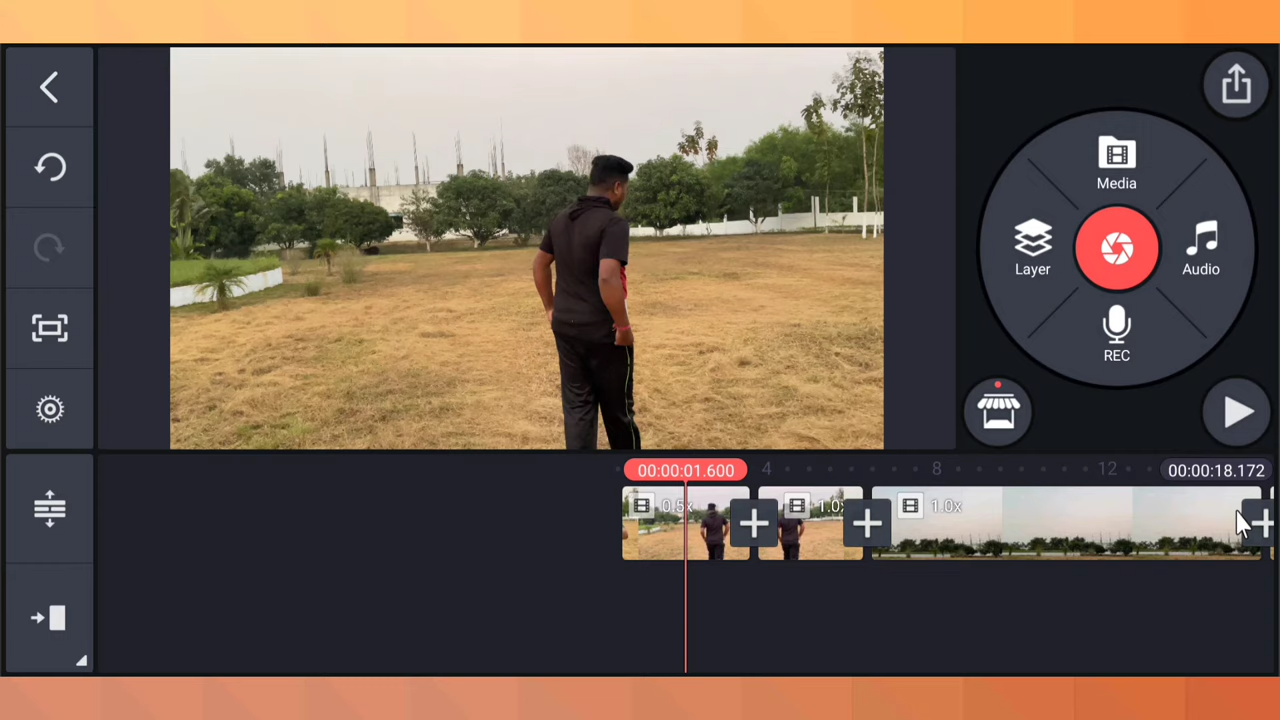 Media
Layer
Audio
REC
00:00:01.600
4
8
12
00:00:18.172
0.5x
1.0x
1.0x